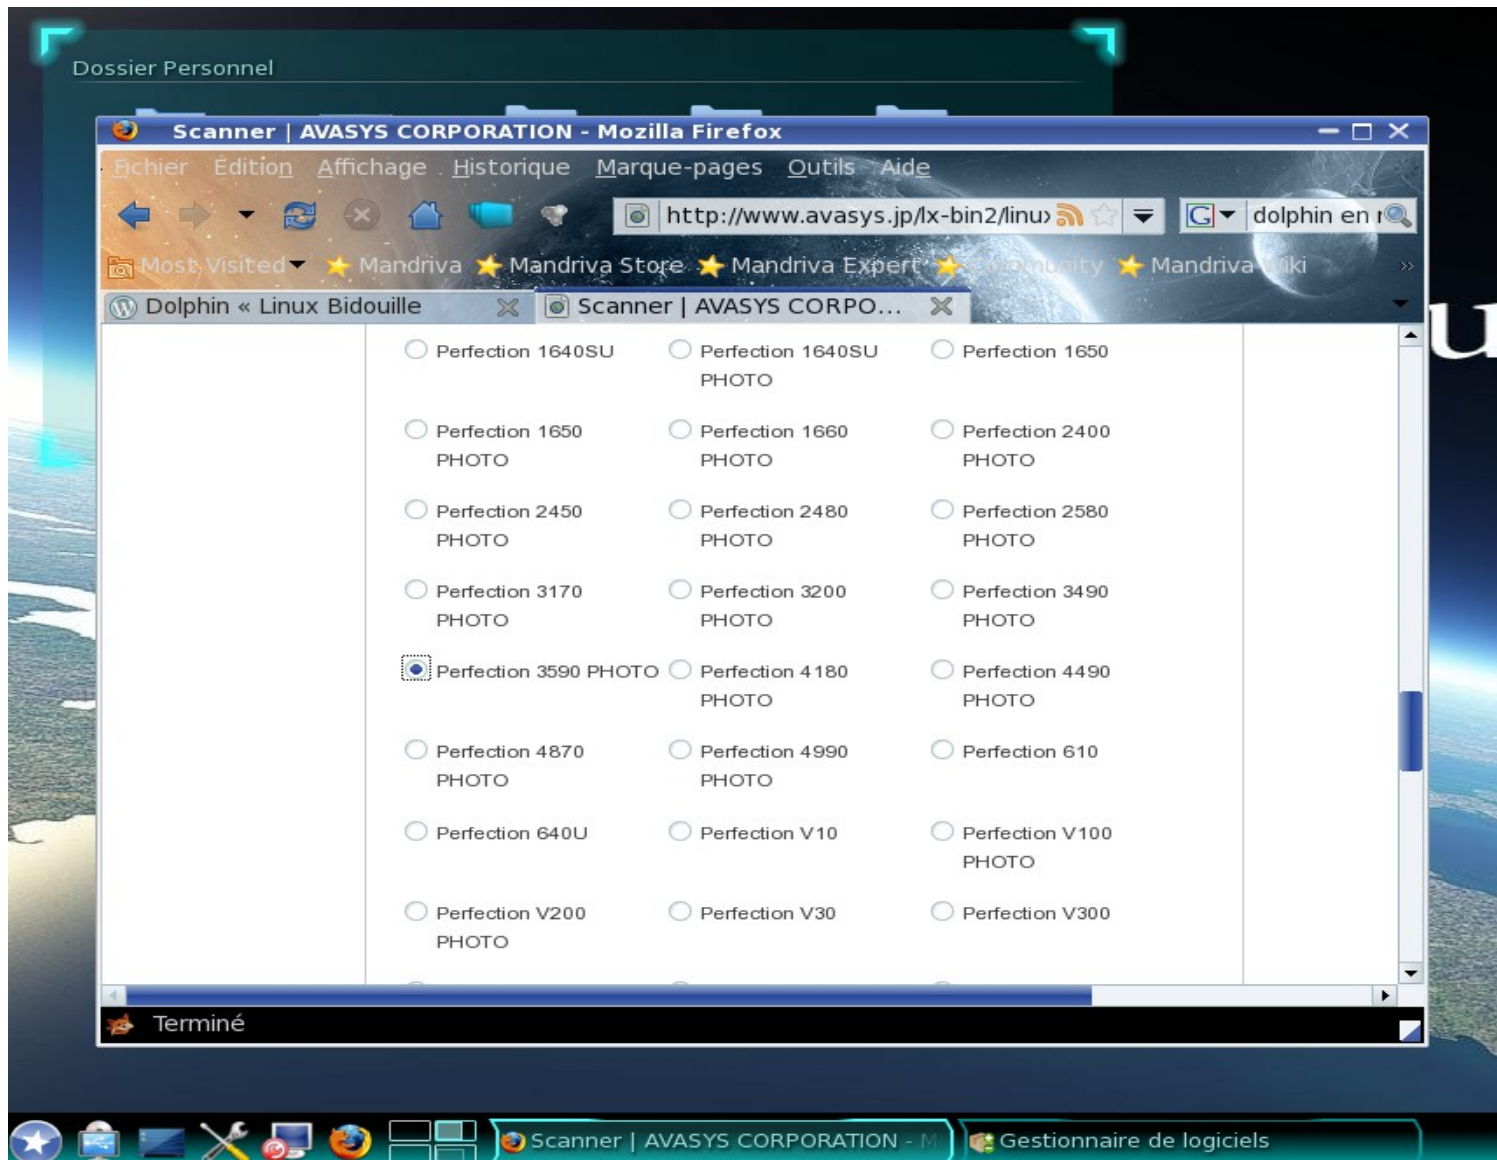 Dossier Personnel
Scanner | AVASYS CORPORATION - Mozilla Firefox
Fichier Édition Affichage Historique Marque-pages Outils Aide
http://www.avasys.jp/lx-bin2/linu
dolphin en
Most Visited Mandriva Mandriva Store Mandriva Expert Community Mandriva Wiki
Dolphin « Linux Bidouille
Scanner | AVASYS CORPO...
u
Perfection 1640SU
Perfection 1640SU PHOTO
Perfection 1650
Perfection 1650 PHOTO
Perfection 1660 PHOTO
Perfection 2400 PHOTO
Perfection 2450 PHOTO
Perfection 2480 PHOTO
Perfection 2580 PHOTO
Perfection 3170 PHOTO
Perfection 3200 PHOTO
Perfection 3490 PHOTO
Perfection 3590 PHOTO
Perfection 4180 PHOTO
Perfection 4490 PHOTO
Perfection 4870 PHOTO
Perfection 4990 PHOTO
Perfection 610
Perfection 640U
Perfection V10
Perfection V100 PHOTO
Perfection V200 PHOTO
Perfection V30
Perfection V300
Terminé
Scanner | AVASYS CORPORATION - M
Gestionnaire de logiciels